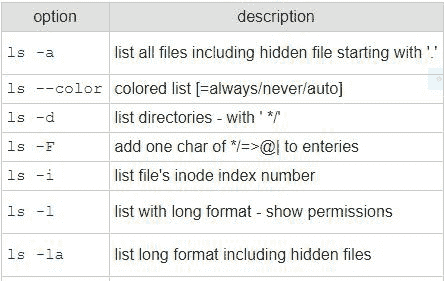 option description
ls -a list all files including hidden file starting with '.'
ls --color colored list [=always/never/auto]
ls -d list directories - with ' */'
ls -F add one char of */=>@| to enteries
ls -i list file's inode index number
ls -l list with long format - show permissions
ls -la list long format including hidden files